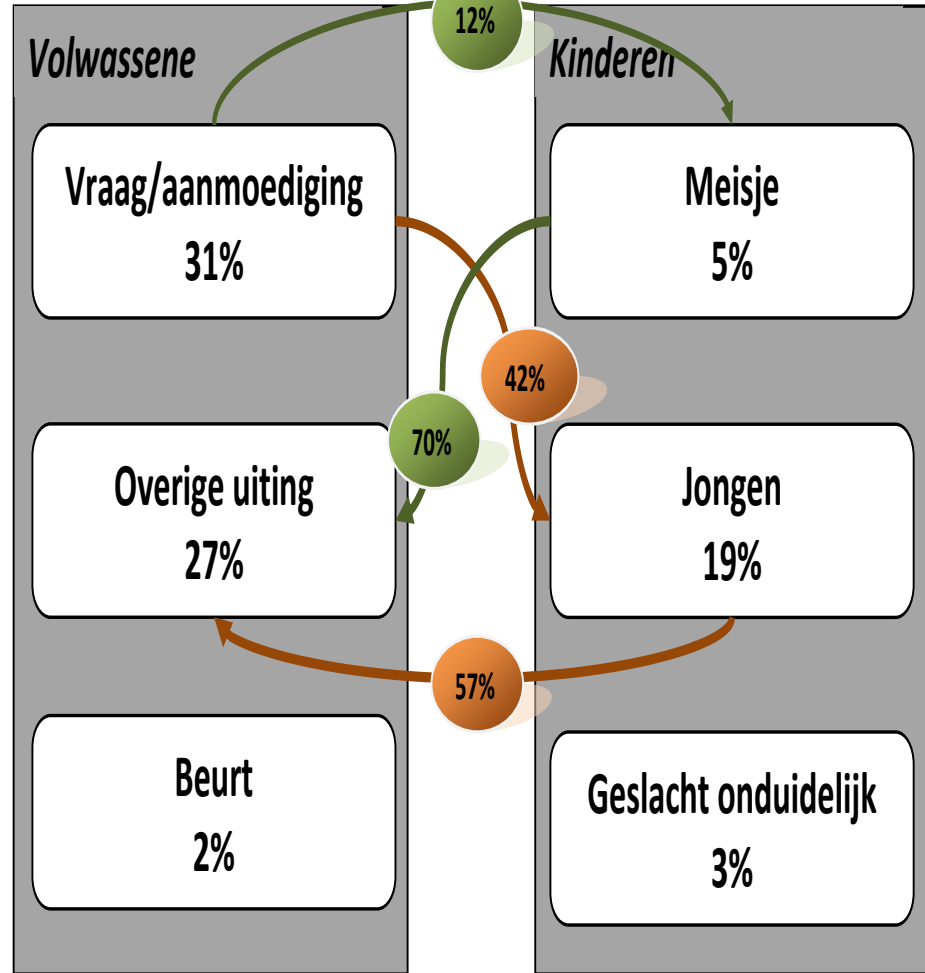 12%
Volwassene
Kinderen
Vraag/aanmoediging
31%
Meisje
5%
42%
70%
Overige uiting
27%
Jongen
19%
57%
Beurt
2%
Geslacht onduidelijk
3%